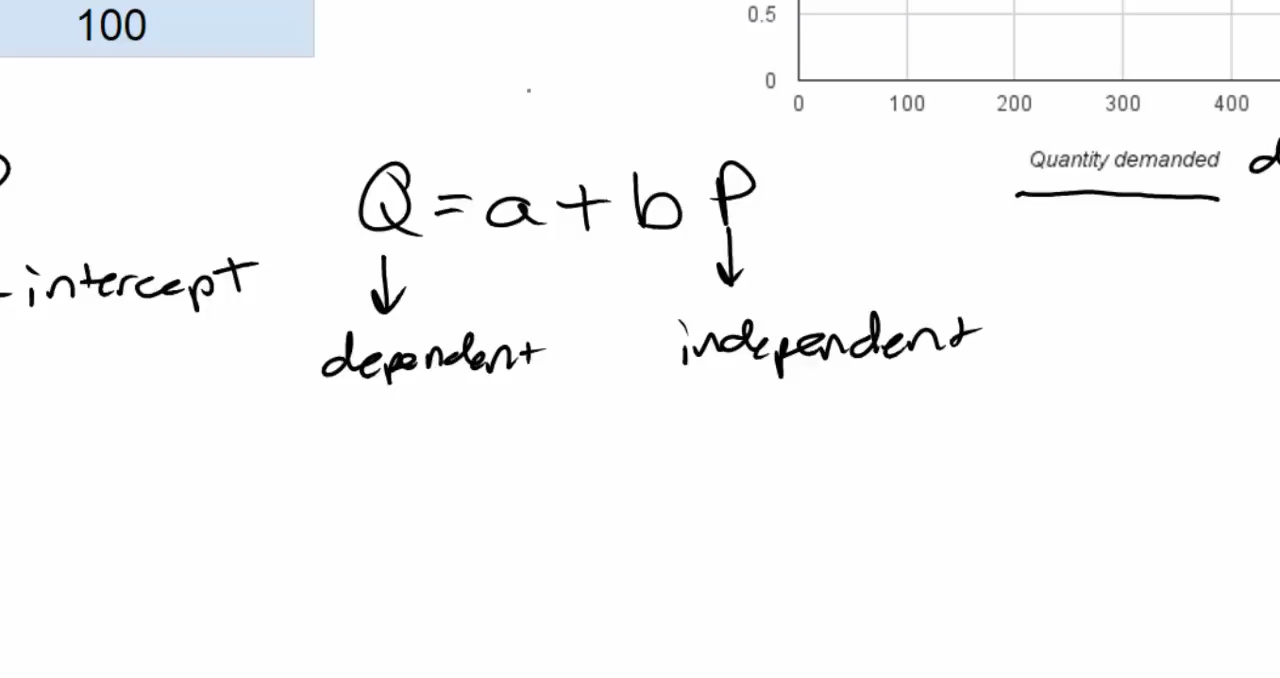 100
0.5
0
0 100 200 300 400
Quantity demanded
Q = a + b P
- intercept
dependent independent